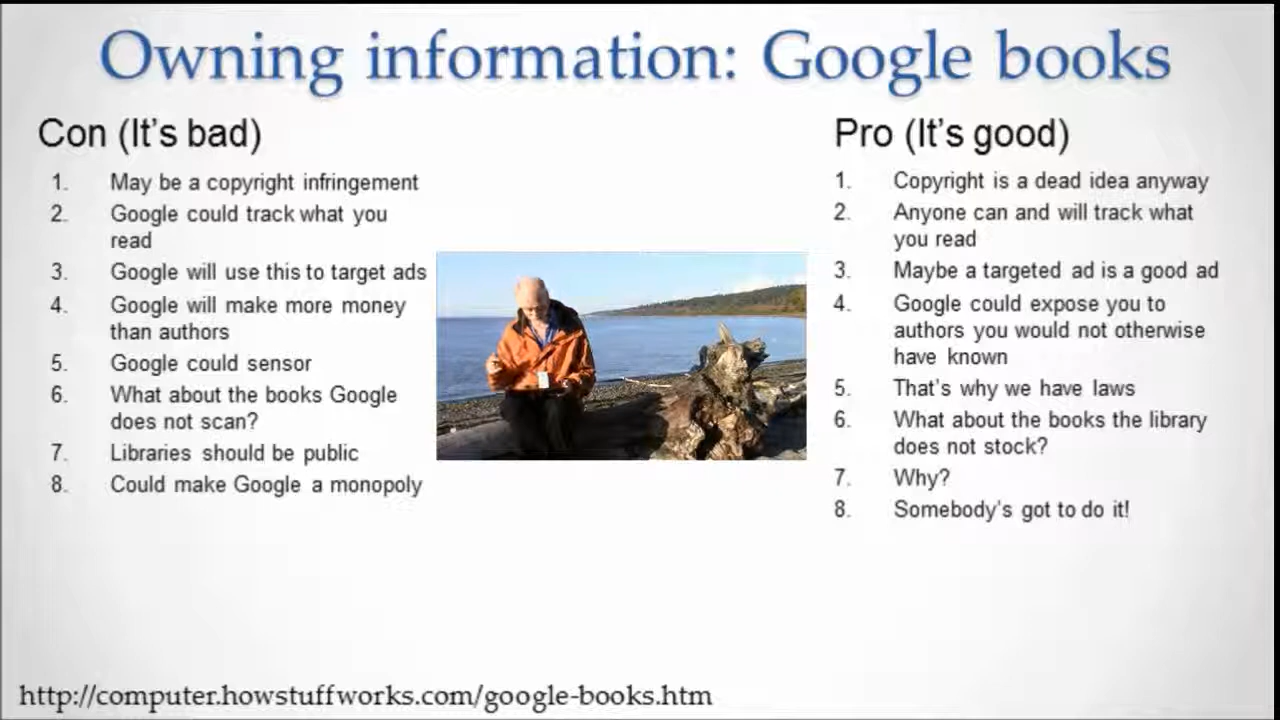 Owning information: Google books
Con (It's bad)
1. May be a copyright infringement
2. Google could track what you
read
3. Google will use this to target ads
4. Google will make more money
than authors
5. Google could sensor
6. What about the books Google
does not scan?
7. Libraries should be public
8. Could make Google a monopoly
Pro (It's good)
1. Copyright is a dead idea anyway
2. Anyone can and will track what
you read
3. Maybe a targeted ad is a good ad
4. Google could expose you to
authors you would not otherwise
have known
5. That's why we have laws
6. What about the books the library
does not stock?
7. Why?
8. Somebody's got to do it!
http://computer.howstuffworks.com/google-books.htm